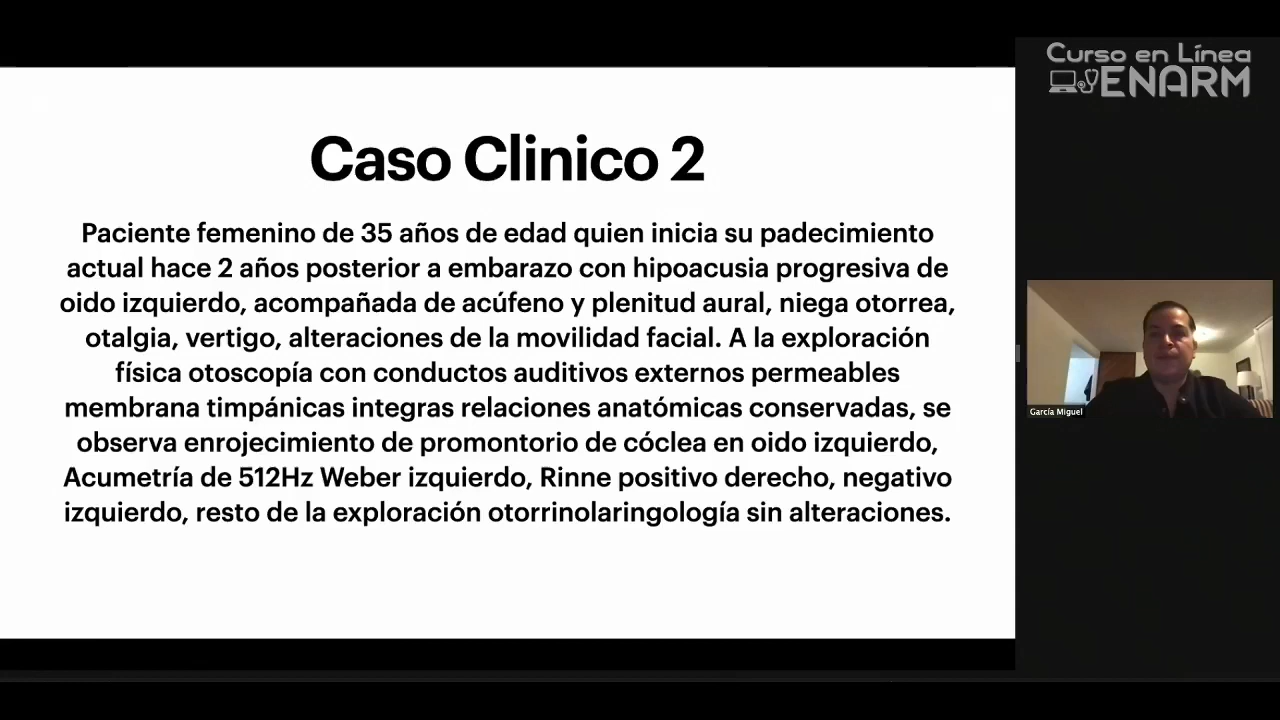 Curso en Línea
ENARM
Caso Clinico 2
Paciente femenino de 35 años de edad quien inicia su padecimiento
actual hace 2 años posterior a embarazo con hipoacusia progresiva de
oido izquierdo, acompañada de acúfeno y plenitud aural, niega otorrea,
otalgia, vertigo, alteraciones de la movilidad facial. A la exploración
física otoscopía con conductos auditivos externos permeables
membrana timpánicas integras relaciones anatómicas conservadas, se
observa enrojecimiento de promontorio de cóclea en oido izquierdo,
Acumetría de 512Hz Weber izquierdo, Rinne positivo derecho, negativo
izquierdo, resto de la exploración otorrinolaringología sin alteraciones.
García Miguel